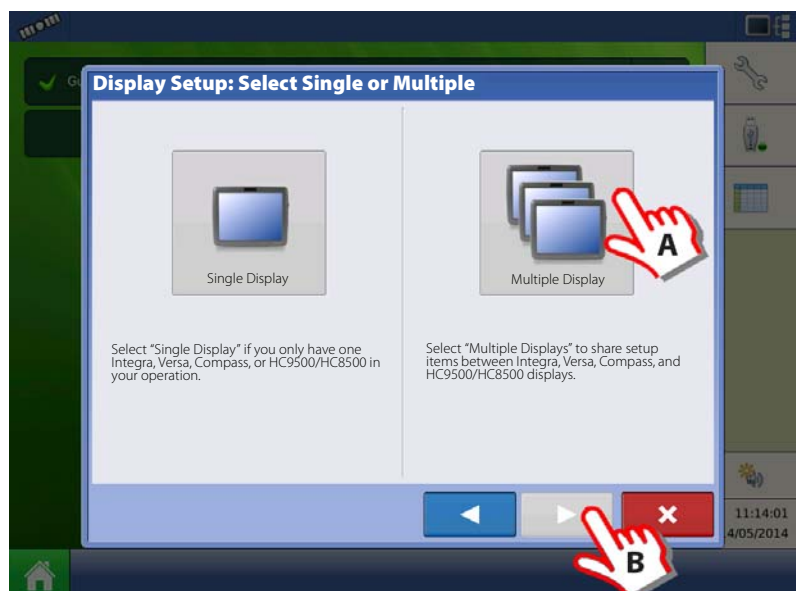 Gu
Display Setup: Select Single or Multiple
Single Display
Multiple Display
A
Select "Single Display" if you only have one
Integra, Versa, Compass, or HC9500/HC8500 in
your operation.
Select "Multiple Displays" to share setup
items between Integra, Versa, Compass, and
HC9500/HC8500 displays.
B
11:14:01
4/05/2014